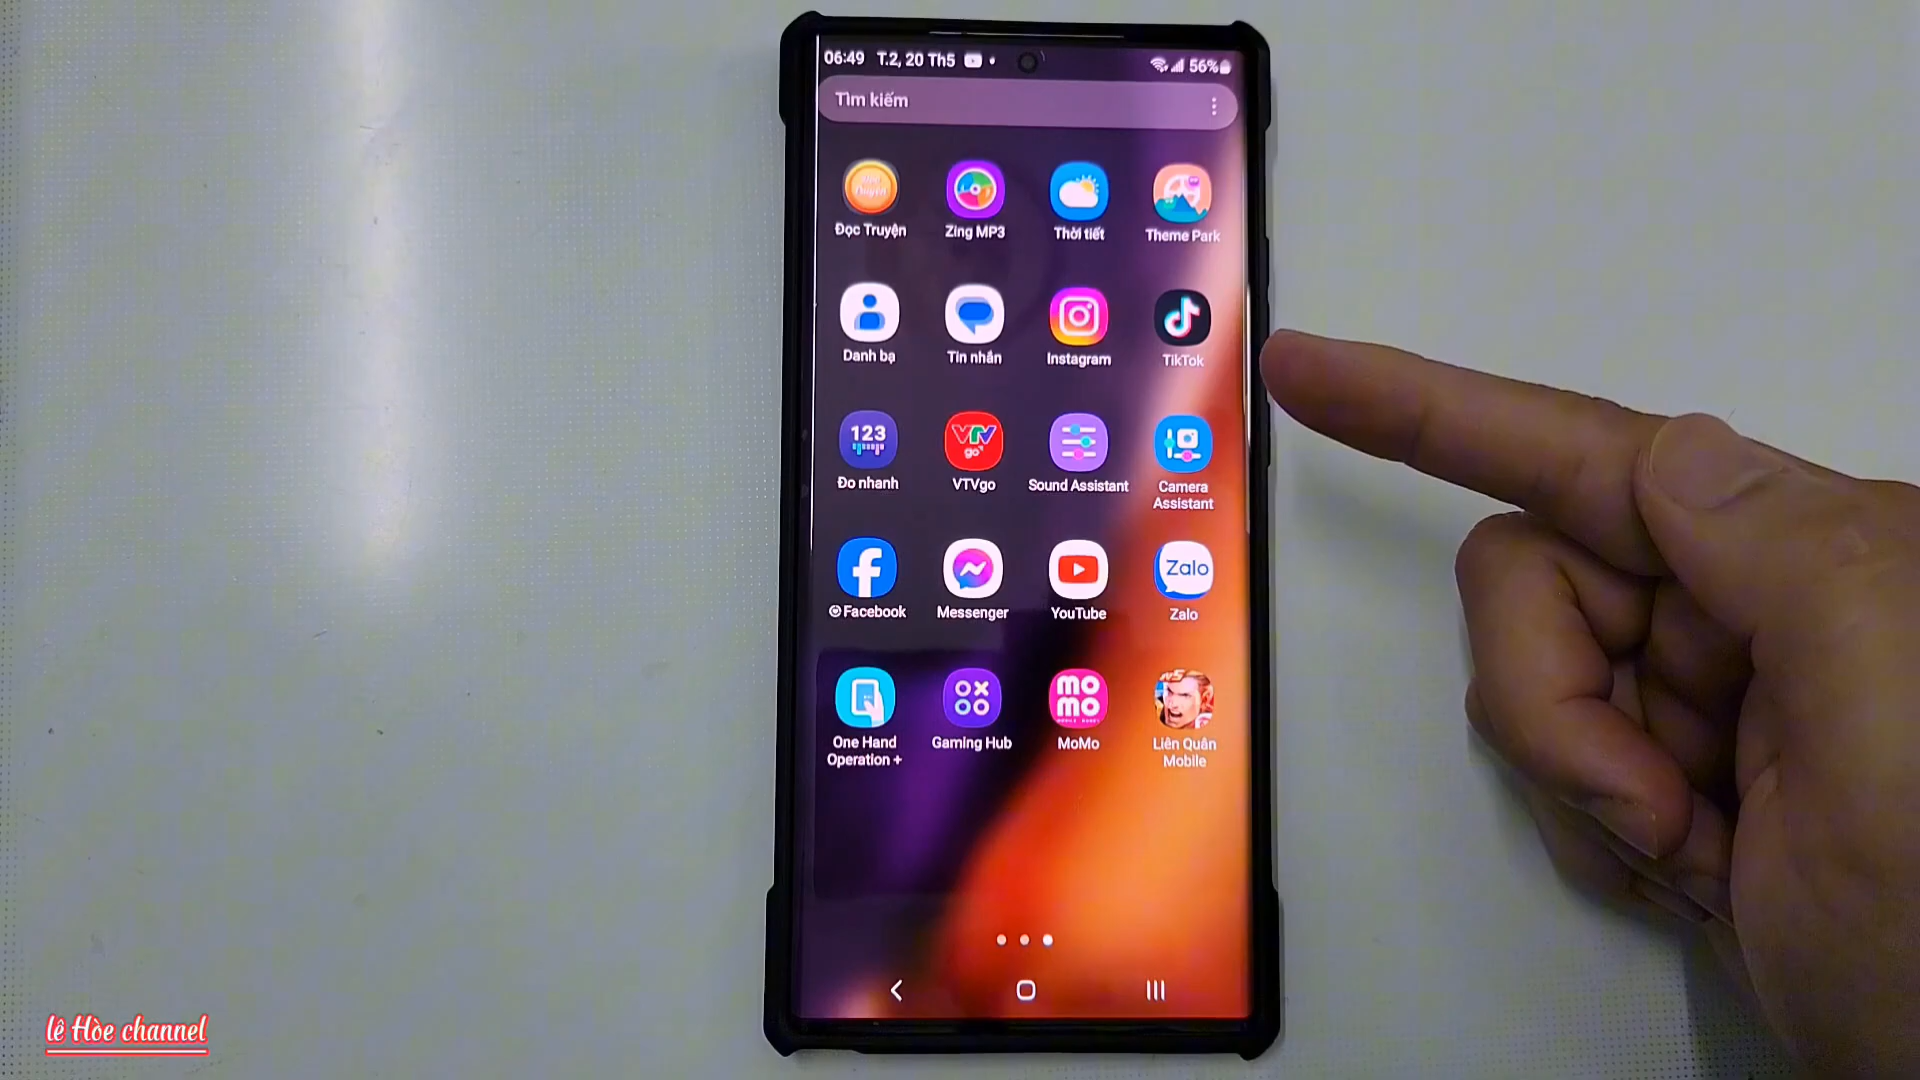 06:49 T.2, 20 Th5 56%
Tìm kiếm
Đọc Truyện Zing MP3 Thời tiết Theme Park
Danh bạ Tin nhắn Instagram TikTok
123
VTV
go
Đo nhanh VTVgo Sound Assistant Camera
Assistant
Zalo
Facebook Messenger YouTube Zalo
mo
mo
One Hand
Operation +
Gaming Hub MoMo Liên Quân
Mobile
lê Hòe channel